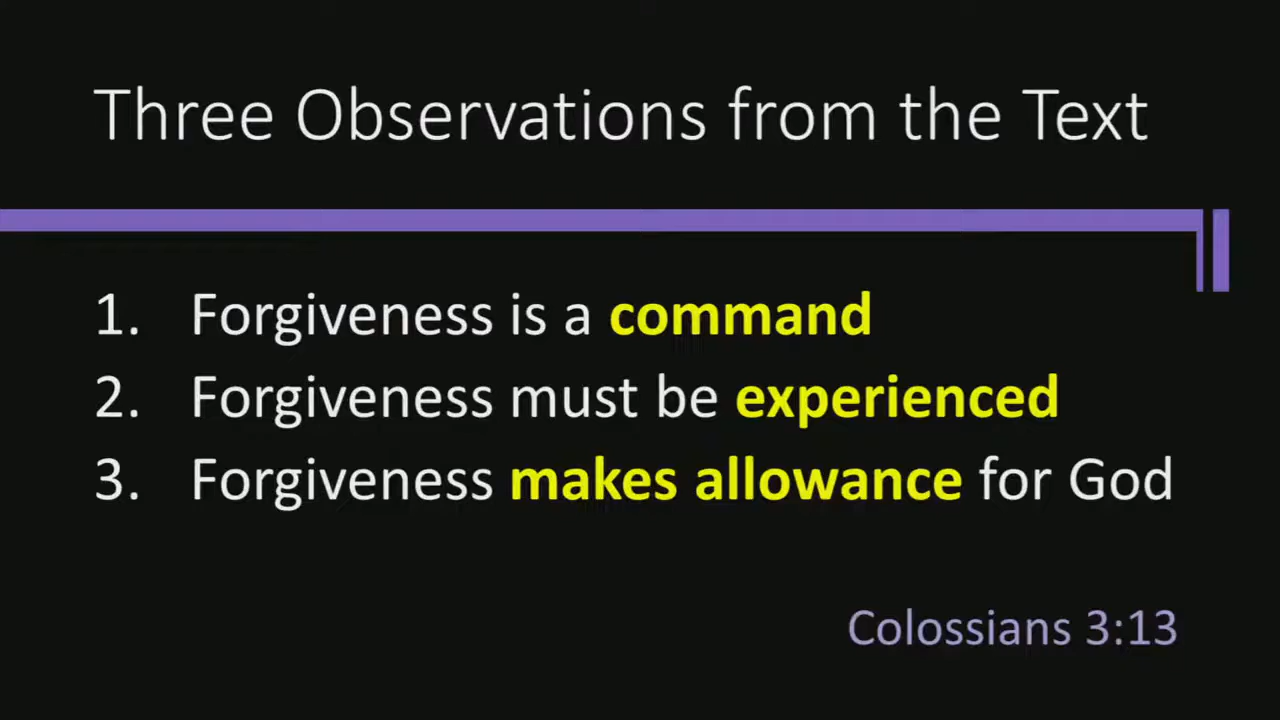 Three Observations from the Text
1. Forgiveness is a command
2. Forgiveness must be experienced
3. Forgiveness makes allowance for God
Colossians 3:13